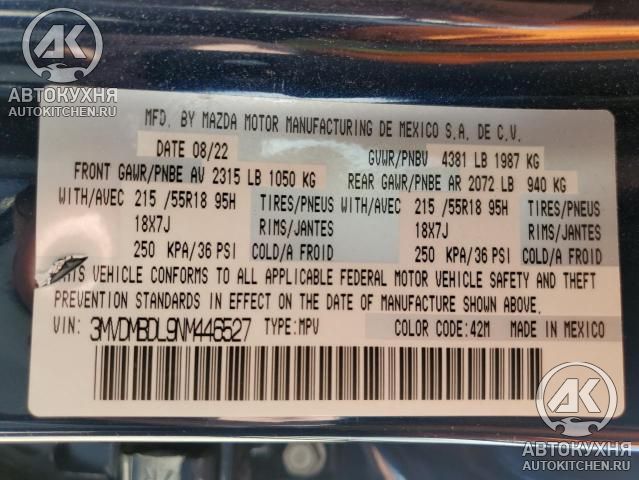 АК
АВТОКУХНЯ
AUTOKITCHEN.RU
MFD. BY MAZDA MOTOR MANUFACTURING DE MEXICO S.A. DE C.V.
DATE 08/22 GVWR/PNBV 4381 LB 1987 KG
FRONT GAWR/PNBE AV 2315 LB 1050 KG REAR GAWR/PNBE AR 2072 LB 940 KG
WITH/AVEC 215 /55R18 95H TIRES/PNEUS WITH/AVEC 215 /55R18 95H TIRES/PNEUS
18X7J RIMS/JANTES 18X7J RIMS/JANTES
250 KPA/36 PSI COLD/A FROID 250 KPA/36 PSI COLD/A FROID
VEHICLE CONFORMS TO ALL APPLICABLE FEDERAL MOTOR VEHICLE SAFETY AND THEFT
PREVENTION STANDARDS IN EFFECT ON THE DATE OF MANUFACTURE SHOWN ABOVE.
VIN: 3MVDMBDL9NM446527 TYPE: MPV COLOR CODE: 42M MADE IN MEXICO
АК
АВТОКУХНЯ
AUTOKITCHEN.RU